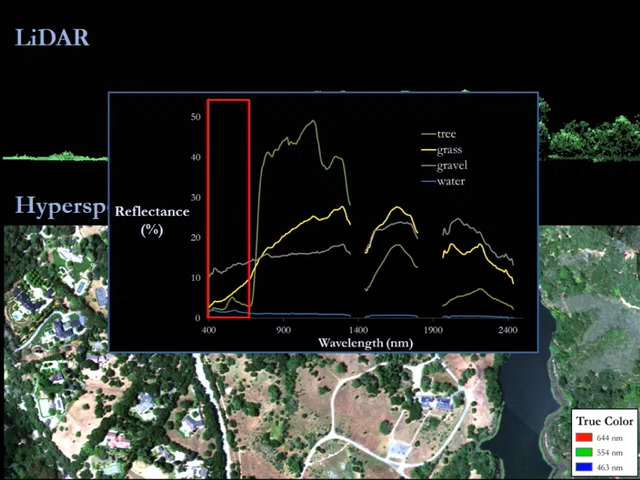 LiDAR
Hyperspe
Reflectance
(%)
50
40
30
20
10
0
400
900
1400
1900
2400
Wavelength (nm)
tree
grass
gravel
water
True Color
644 nm
554 nm
463 nm